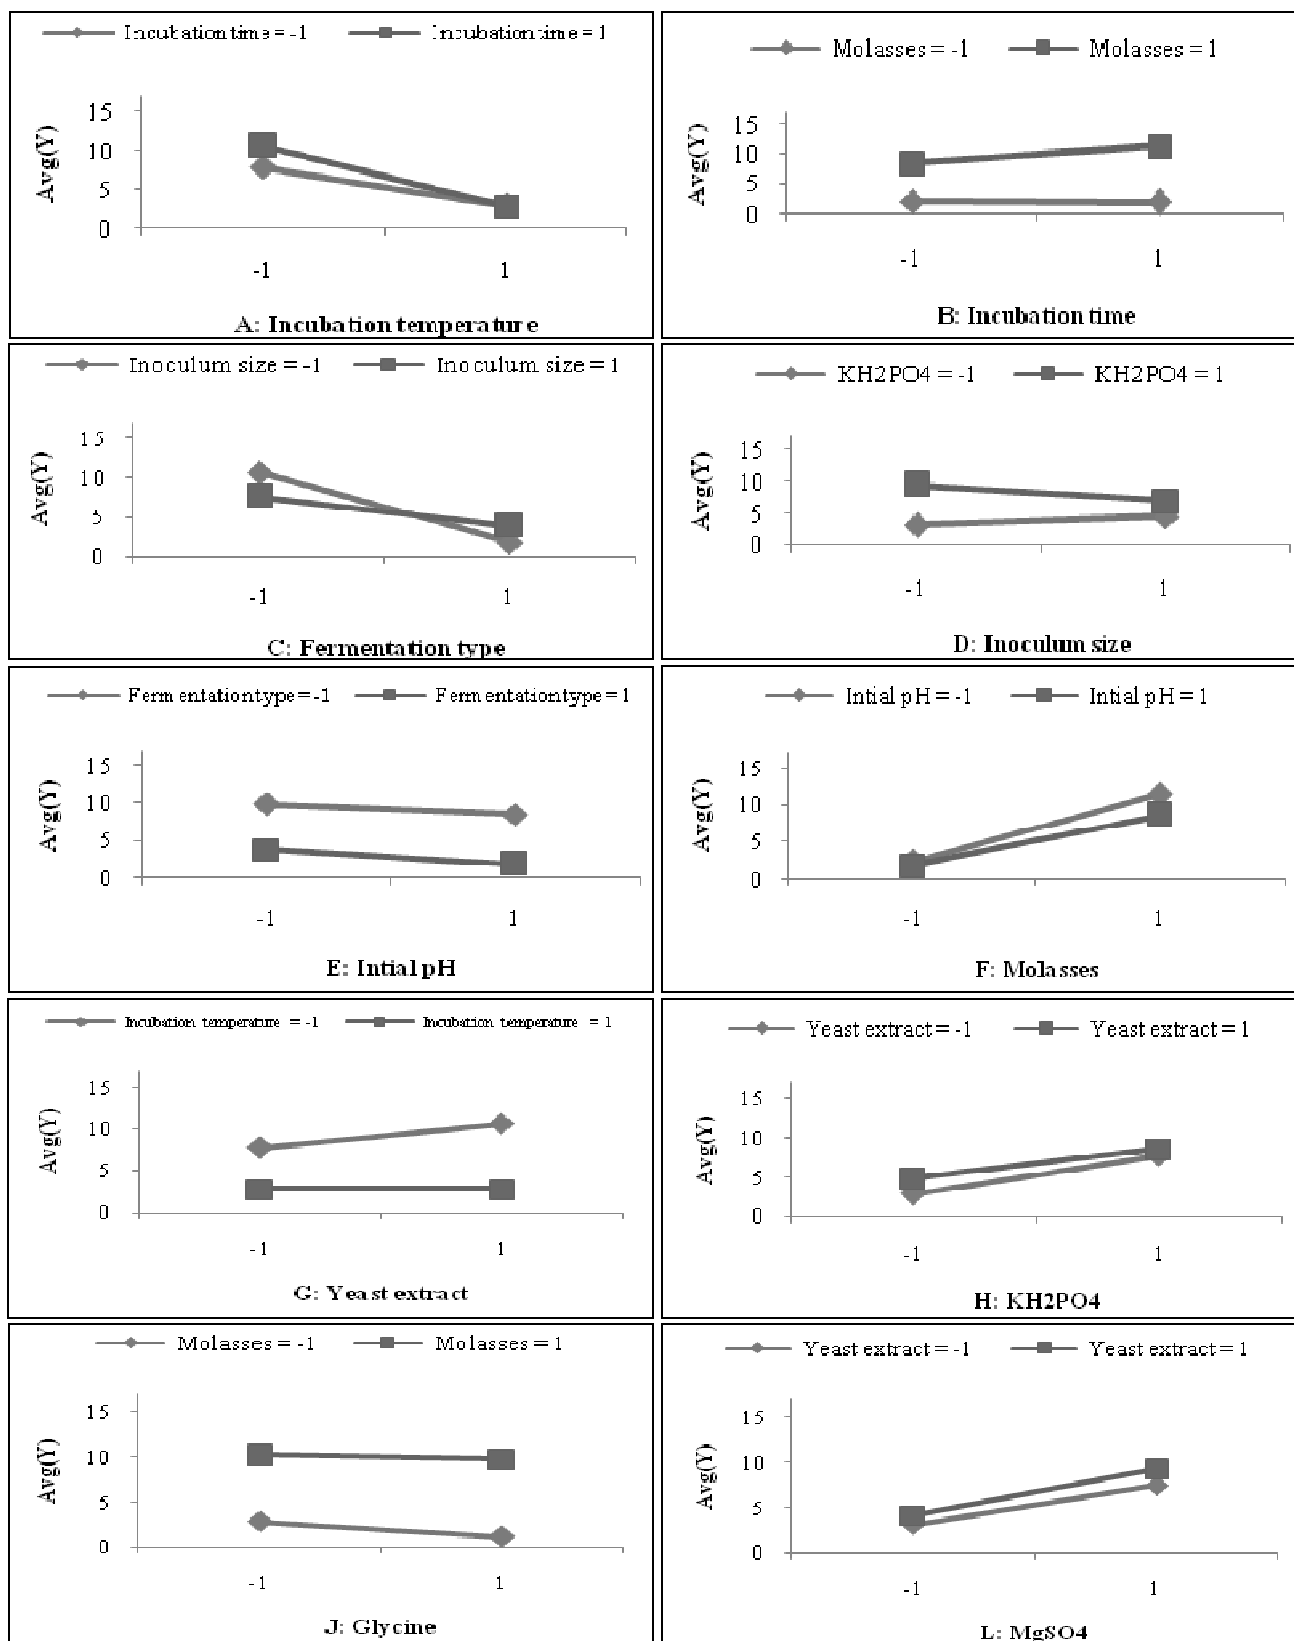 Incubation time = -1 Incubation time = 1
Avg(Y)
15
10
5
0
-1 1
A: Incubation temperature
Molasses = -1 Molasses = 1
Avg(Y)
15
10
5
0
-1 1
B: Incubation time
Inoculum size = -1 Inoculum size = 1
Avg(Y)
15
10
5
0
-1 1
C: Fermentation type
KH2PO4 = -1 KH2PO4 = 1
Avg(Y)
15
10
5
0
-1 1
D: Inoculum size
Fermentation type = -1 Fermentation type = 1
Avg(Y)
15
10
5
0
-1 1
E: Intial pH
Intial pH = -1 Intial pH = 1
Avg(Y)
15
10
5
0
-1 1
F: Molasses
Incubation temperature = -1 Incubation temperature = 1
Avg(Y)
15
10
5
0
-1 1
G: Yeast extract
Yeast extract = -1 Yeast extract = 1
Avg(Y)
15
10
5
0
-1 1
H: KH2PO4
Molasses = -1 Molasses = 1
Avg(Y)
15
10
5
0
-1 1
J: Glycine
Yeast extract = -1 Yeast extract = 1
Avg(Y)
15
10
5
0
-1 1
L: MgSO4